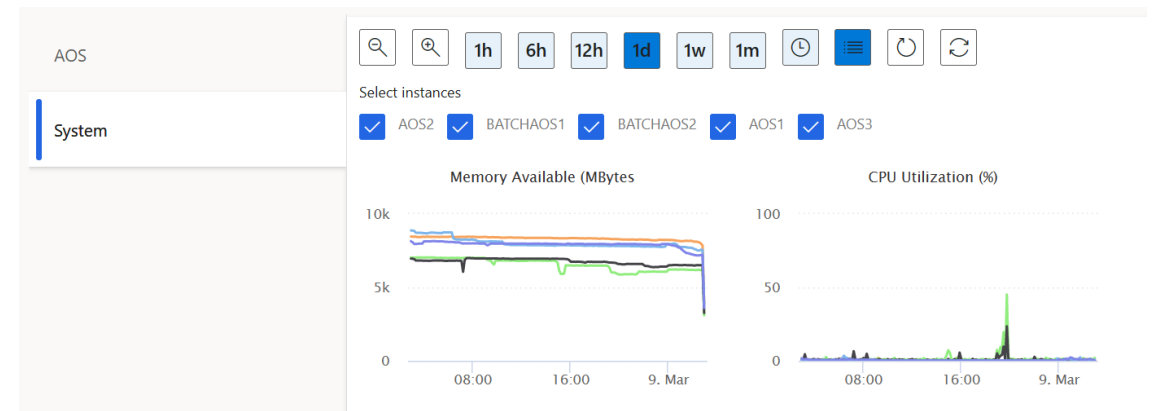 AOS
System
1h 6h 12h 1d 1w 1m
Select instances
AOS2 BATCHAOS1 BATCHAOS2 AOS1 AOS3
Memory Available (MBytes
10k
5k
0
08:00 16:00 9. Mar
CPU Utilization (%)
100
50
0
08:00 16:00 9. Mar